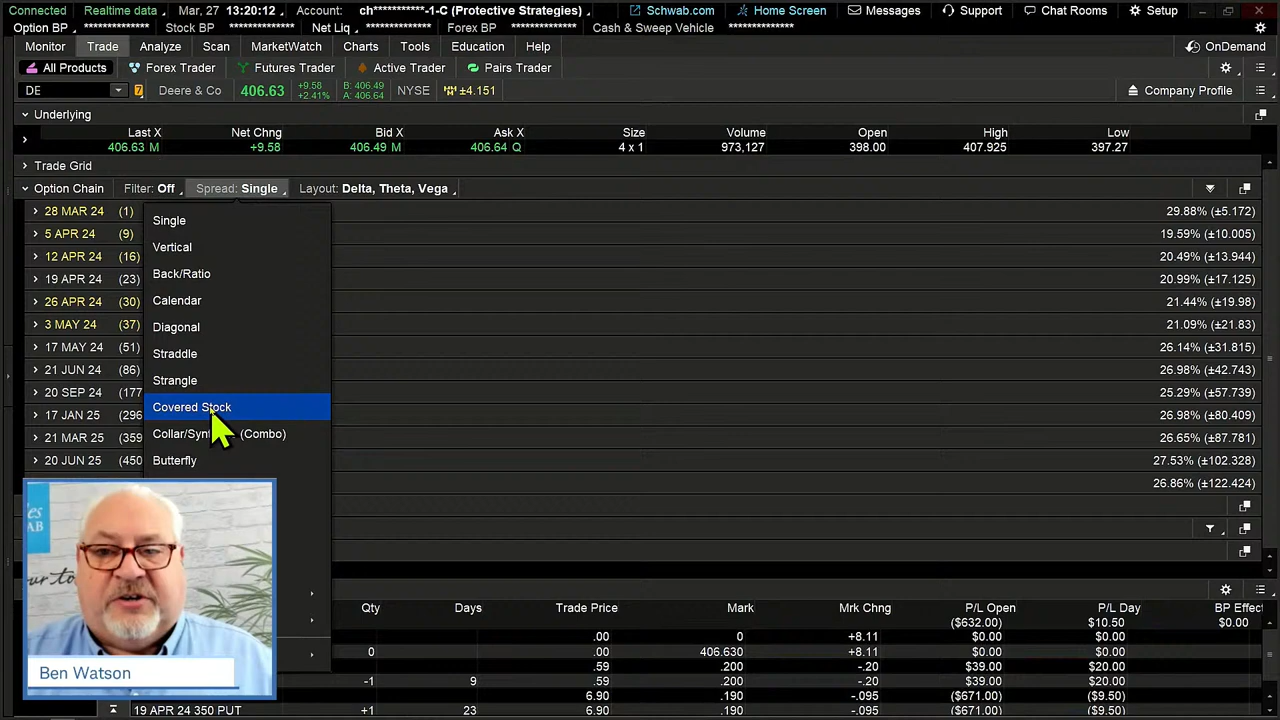 Connected Realtime data Mar, 27 13:20:12 Account: ch***********-1-C (Protective Strategies) Schwab.com Home Screen Messages Support Chat Rooms Setup
Option BP Stock BP Net Liq Forex BP Cash & Sweep Vehicle
Monitor Trade Analyze Scan MarketWatch Charts Tools Education Help OnDemand
All Products Forex Trader Futures Trader Active Trader Pairs Trader
DE 7 Deere & Co 406.63 +9.58 +2.41% B: 406.49 A: 406.64 NYSE ±4.151 Company Profile
Underlying
Last X Net Chng Bid X Ask X Size Volume Open High Low
406.63 M +9.58 406.49 M 406.64 Q 4 x 1 973,127 398.00 407.925 397.27
Trade Grid
Option Chain Filter: Off Spread: Single Layout: Delta, Theta, Vega
28 MAR 24 (1) 29.88% (±5.172)
5 APR 24 (9) 19.59% (±10.005)
12 APR 24 (16) 20.49% (±13.944)
19 APR 24 (23) 20.99% (±17.125)
26 APR 24 (30) 21.44% (±19.98)
3 MAY 24 (37) 21.09% (±21.83)
17 MAY 24 (51) 26.14% (±31.815)
21 JUN 24 (86) 26.98% (±42.743)
20 SEP 24 (177 25.29% (±57.739)
17 JAN 25 (296 26.98% (±80.409)
21 MAR 25 (359 26.65% (±87.781)
20 JUN 25 (450 27.53% (±102.328)
26.86% (±122.424)
Single
Vertical
Back/Ratio
Calendar
Diagonal
Straddle
Strangle
Covered Stock
(Combo)
Butterfly
Ben Watson
Qty Days Trade Price Mark Mrk Chng P/L Open P/L Day BP Effect
($632.00) $10.50 $0.00
.00 0 +8.11 $0.00 $0.00
0 .00 406.630 +8.11 $0.00 $0.00
.59 .200 -.20 $39.00 $20.00
-1 9 .59 .200 -.20 $39.00 $20.00
6.90 .190 -.095 ($671.00) ($9.50)
19 APR 24 350 PUT +1 23 6.90 .190 -.095 ($671.00) ($9.50)